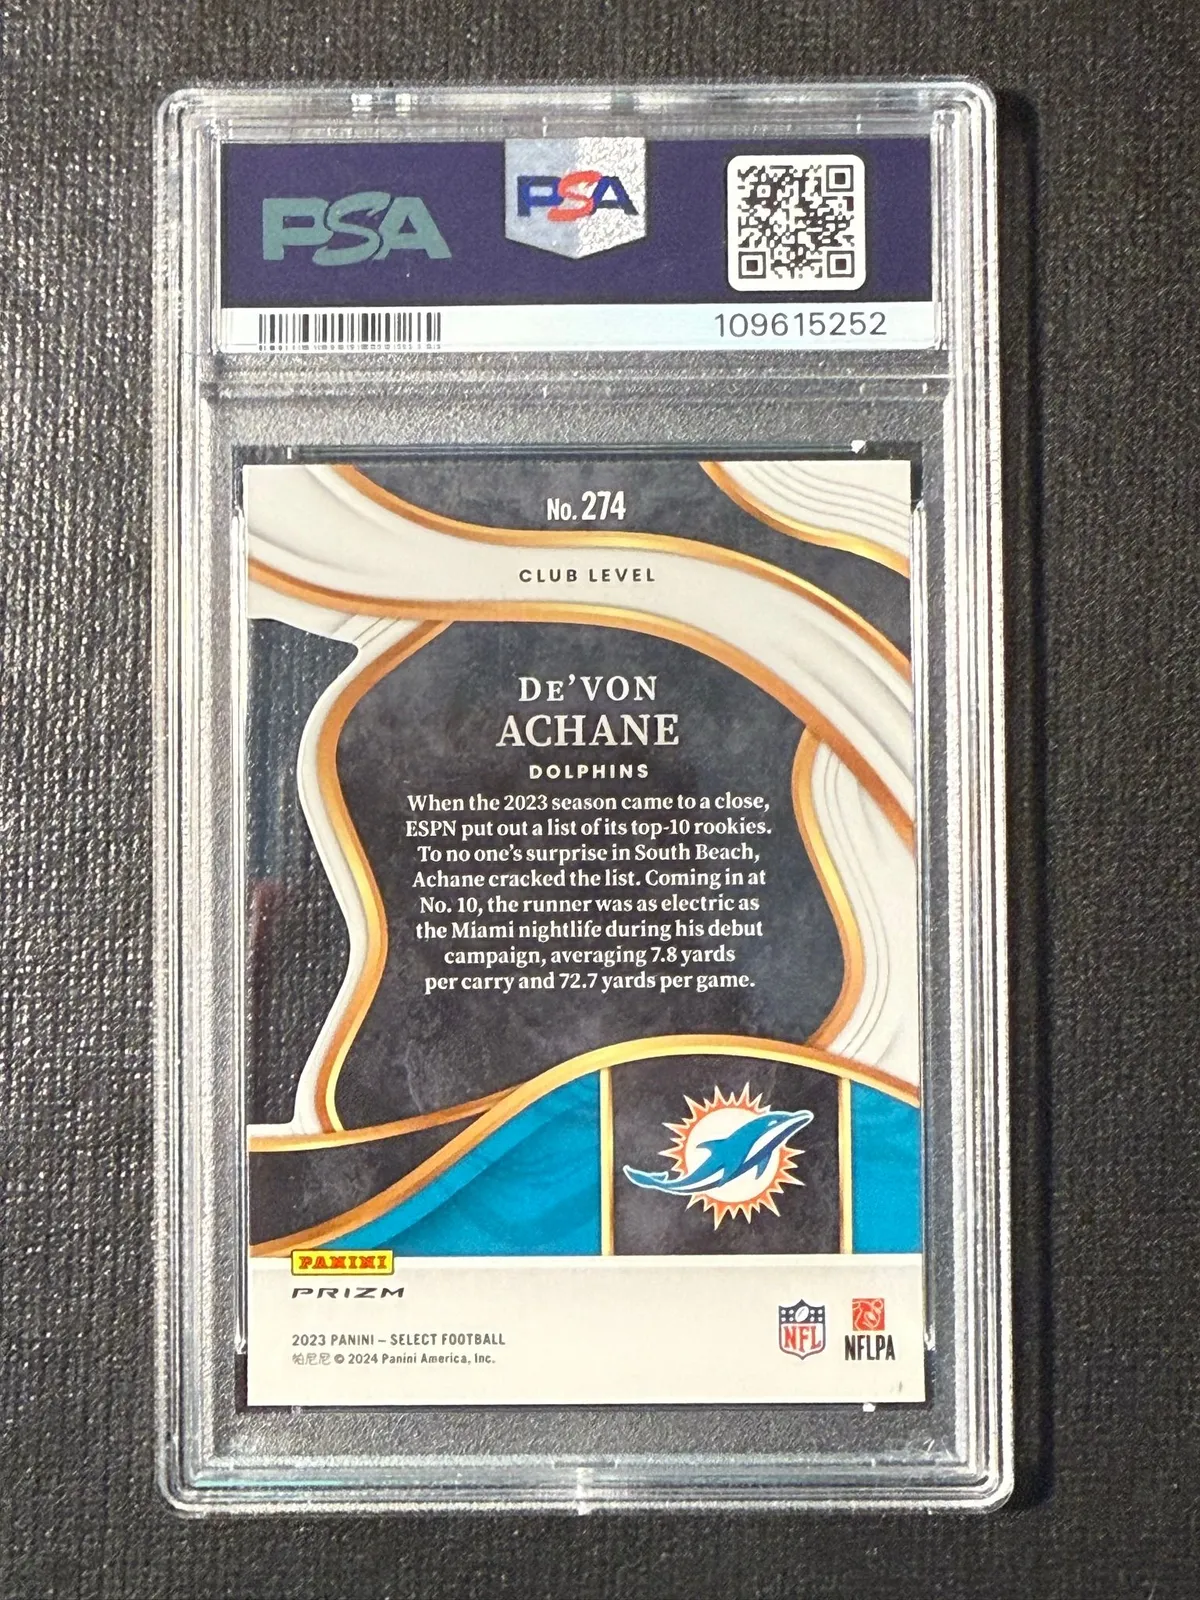 PSA
PSA
109615252
No. 274
CLUB LEVEL
DE'VON
ACHANE
DOLPHINS
When the 2023 season came to a close,
ESPN put out a list of its top-10 rookies.
To no one's surprise in South Beach,
Achane cracked the list. Coming in at
No. 10, the runner was as electric as
the Miami nightlife during his debut
campaign, averaging 7.8 yards
per carry and 72.7 yards per game.
PANINI
PRIZM
NFL
NFLPA
2023 PANINI – SELECT FOOTBALL
帕尼尼 © 2024 Panini America, Inc.